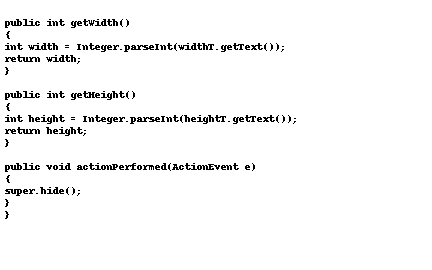 public int getWidth()
{
int width = Integer.parseInt(widthT.getText());
return width;
}

public int getHeight()
{
int height = Integer.parseInt(heightT.getText());
return height;
}

public void actionPerformed(ActionEvent e)
{
super.hide();
}
}